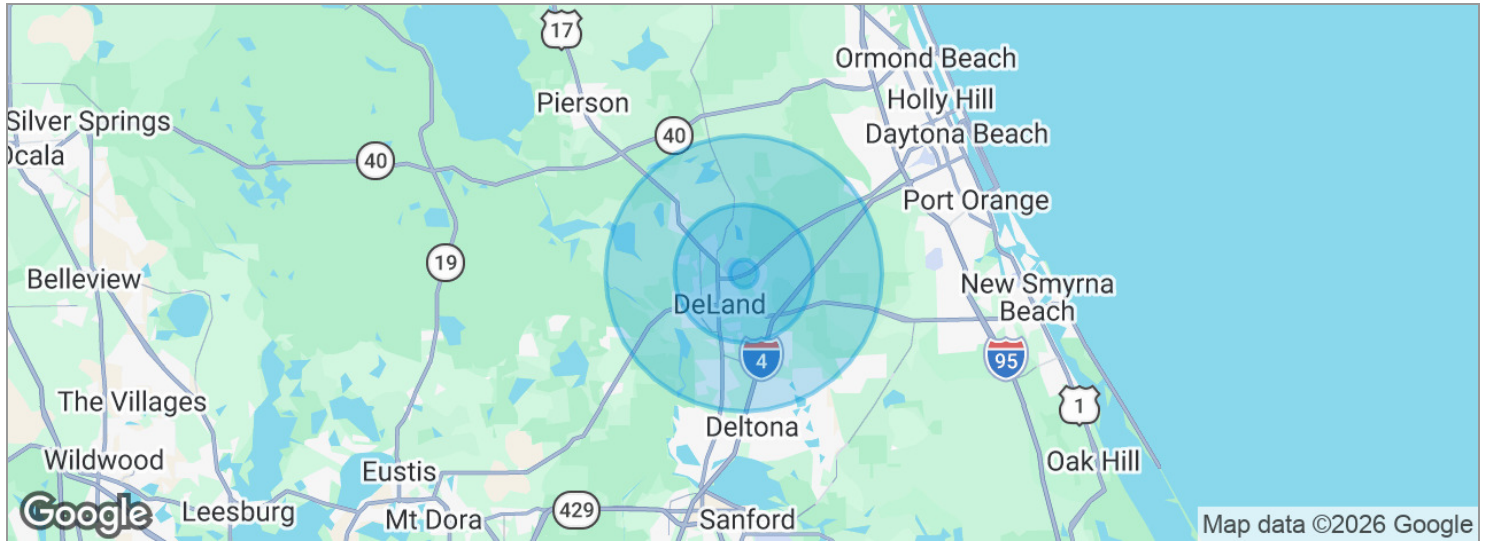 17
Ormond Beach
Pierson
Holly Hill
Silver Springs
40
Daytona Beach
Ocala
40
Port Orange
19
Belleview
New Smyrna
Beach
DeLand
4
95
The Villages
1
Deltona
Wildwood
Eustis
Oak Hill
Google
Leesburg
Mt Dora
429
Sanford
Map data ©2026 Google